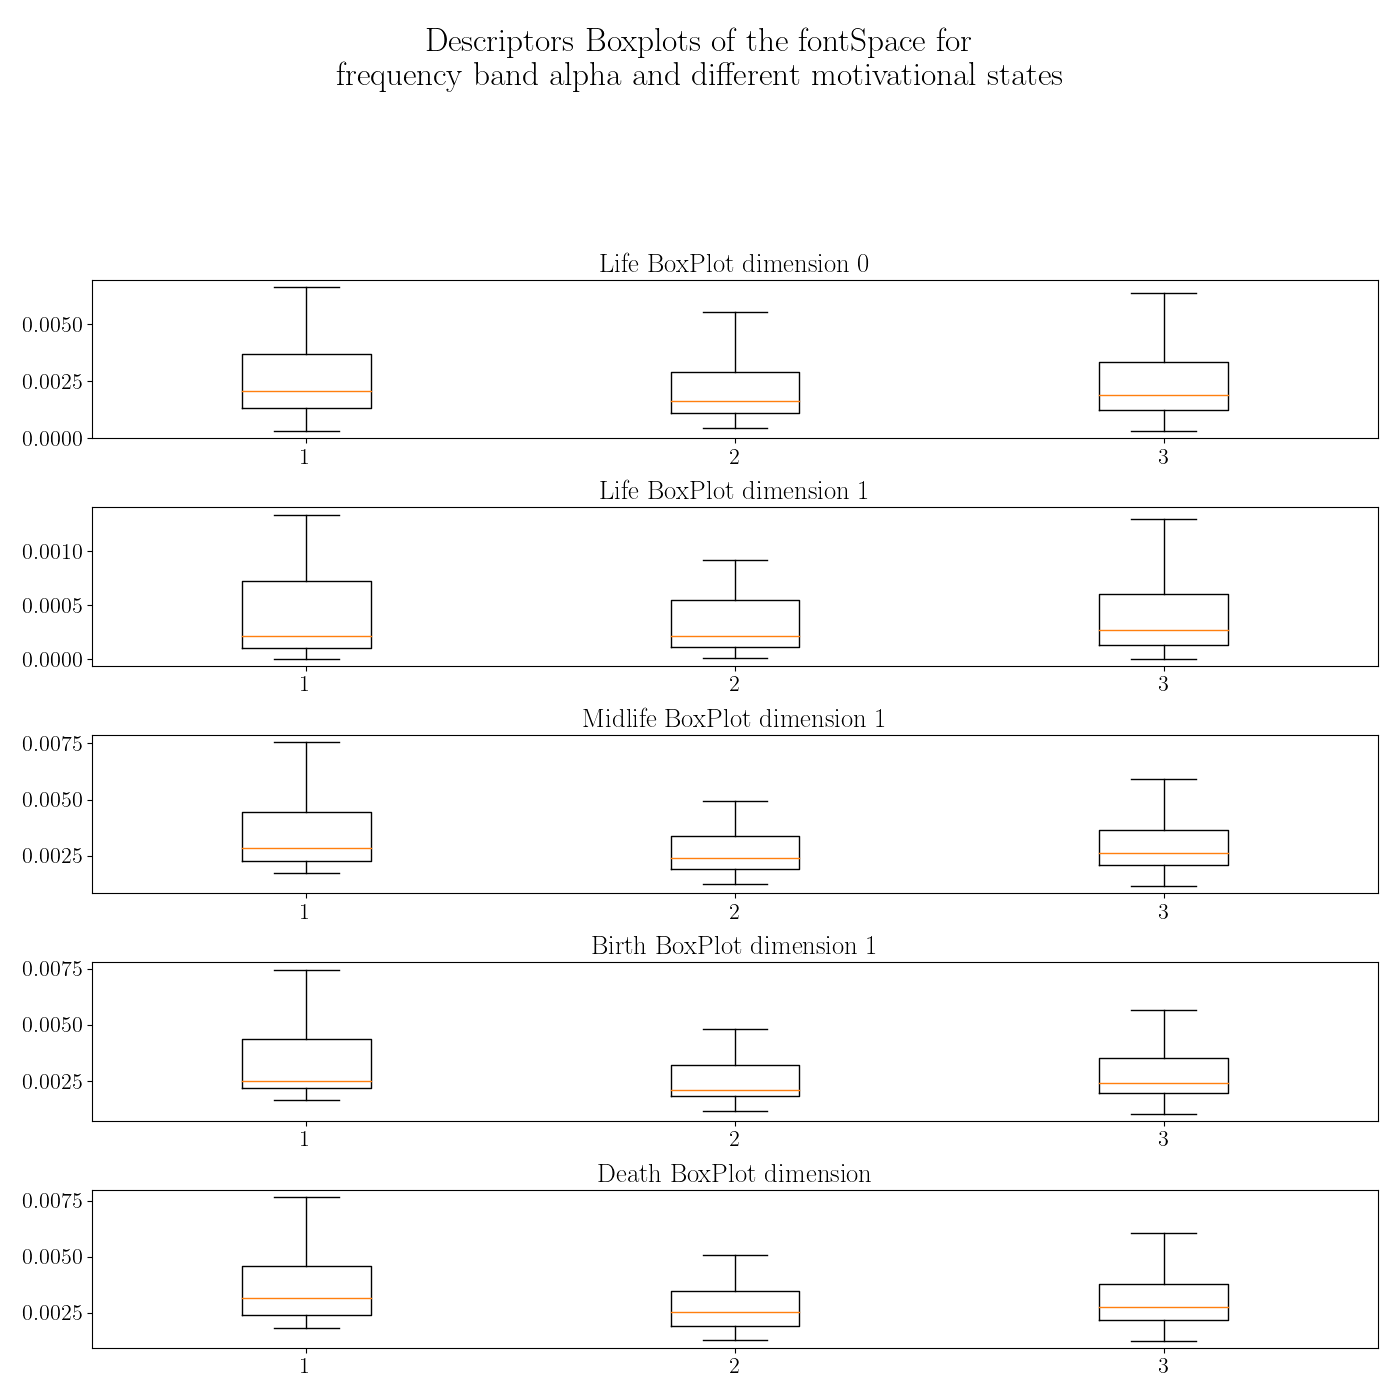 Descriptors Boxplots of the fontSpace for
frequency band alpha and different motivational states
Life BoxPlot dimension 0
0.0050
0.0025
0.0000
1 2 3
Life BoxPlot dimension 1
0.0010
0.0005
0.0000
1 2 3
Midlife BoxPlot dimension 1
0.0075
0.0050
0.0025
1 2 3
Birth BoxPlot dimension 1
0.0075
0.0050
0.0025
1 2 3
Death BoxPlot dimension
0.0075
0.0050
0.0025
1 2 3